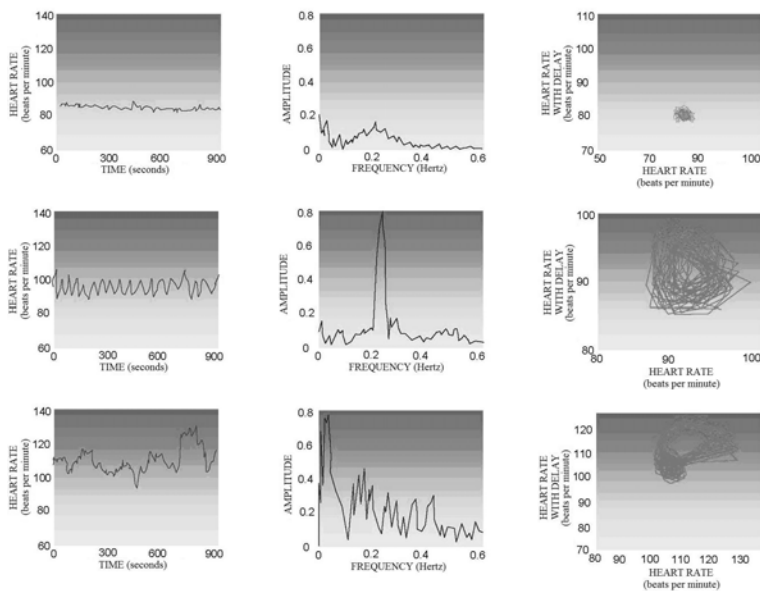 140
120
100
80
60
HEART RATE
(beats per minute)
0 300 600 900
TIME (seconds)
0.8
0.6
0.4
0.2
0
AMPLITUDE
0 0.2 0.4 0.6
FREQUENCY (Hertz)
110
100
90
80
70
HEART RATE
WITH DELAY
(beats per minute)
50 70 90 100
HEART RATE
(beats per minute)
140
120
100
80
60
HEART RATE
(beats per minute)
0 300 600 900
TIME (seconds)
0.8
0.6
0.4
0.2
0
AMPLITUDE
0 0.2 0.4 0.6
FREQUENCY (Hertz)
100
90
80
HEART RATE
WITH DELAY
(beats per minute)
80 90 100
HEART RATE
(beats per minute)
140
120
100
80
60
HEART RATE
(beats per minute)
0 300 600 900
TIME (seconds)
0.8
0.6
0.4
0.2
0
AMPLITUDE
0 0.2 0.4 0.6
FREQUENCY (Hertz)
120
110
100
90
80
70
HEART RATE
WITH DELAY
(beats per minute)
80 90 100 110 120 130
HEART RATE
(beats per minute)